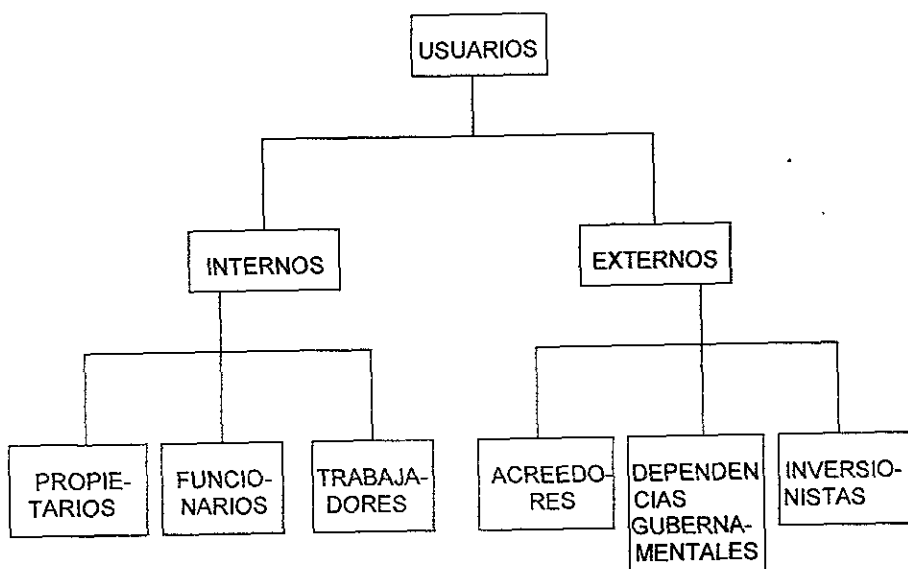 USUARIOS
INTERNOS
EXTERNOS
PROPIE-
TARIOS
FUNCIO-
NARIOS
TRABAJA-
DORES
ACREEDO-
RES
DEPENDEN
CIAS
GUBERNA-
MENTALES
INVERSIO-
NISTAS